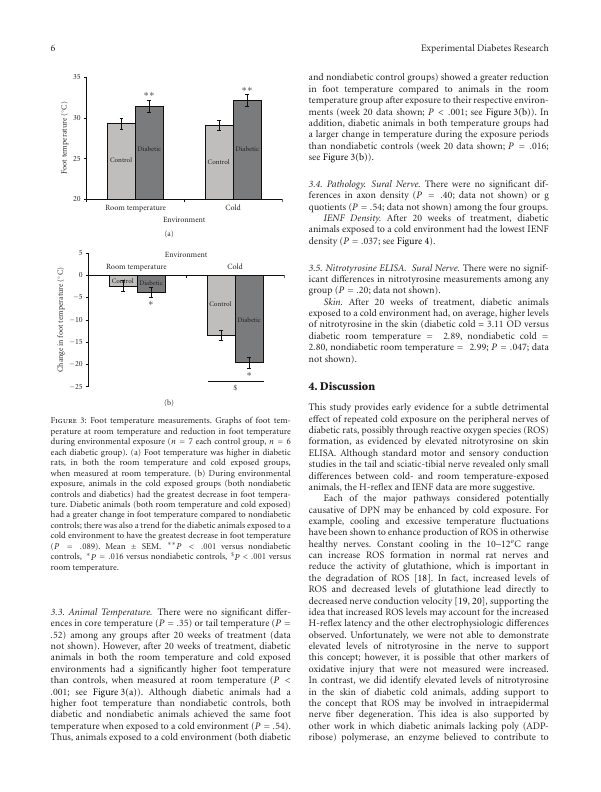 6
Experimental Diabetes Research
35
30
25
20
Foot temperature (°C)
**
**
Control
Diabetic
Control
Diabetic
Room temperature
Cold
Environment
(a)
5
0
−5
−10
−15
−20
−25
Change in foot temperature (°C)
Environment
Room temperature
Cold
Control
Diabetic
*
Control
Diabetic
*
$
(b)
Figure 3: Foot temperature measurements. Graphs of foot tem-
perature at room temperature and reduction in foot temperature
during environmental exposure (n = 7 each control group, n = 6
each diabetic group). (a) Foot temperature was higher in diabetic
rats, in both the room temperature and cold exposed groups,
when measured at room temperature. (b) During environmental
exposure, animals in the cold exposed groups (both nondiabetic
controls and diabetics) had the greatest decrease in foot tempera-
ture. Diabetic animals (both room temperature and cold exposed)
had a greater change in foot temperature compared to nondiabetic
controls; there was also a trend for the diabetic animals exposed to a
cold environment to have the greatest decrease in foot temperature
(P = .089). Mean ± SEM. **P < .001 versus nondiabetic
controls, *P = .016 versus nondiabetic controls, $P < .001 versus
room temperature.
3.3. Animal Temperature. There were no significant differ-
ences in core temperature (P = .35) or tail temperature (P =
.52) among any groups after 20 weeks of treatment (data
not shown). However, after 20 weeks of treatment, diabetic
animals in both the room temperature and cold exposed
environments had a significantly higher foot temperature
than controls, when measured at room temperature (P <
.001; see Figure 3(a)). Although diabetic animals had a
higher foot temperature than nondiabetic controls, both
diabetic and nondiabetic animals achieved the same foot
temperature when exposed to a cold environment (P = .54).
Thus, animals exposed to a cold environment (both diabetic
and nondiabetic control groups) showed a greater reduction
in foot temperature compared to animals in the room
temperature group after exposure to their respective environ-
ments (week 20 data shown; P < .001; see Figure 3(b)). In
addition, diabetic animals in both temperature groups had
a larger change in temperature during the exposure periods
than nondiabetic controls (week 20 data shown; P = .016;
see Figure 3(b)).
3.4. Pathology. Sural Nerve. There were no significant dif-
ferences in axon density (P = .40; data not shown) or g
quotients (P = .54; data not shown) among the four groups.
IENF Density. After 20 weeks of treatment, diabetic
animals exposed to a cold environment had the lowest IENF
density (P = .037; see Figure 4).
3.5. Nitrotyrosine ELISA. Sural Nerve. There were no signif-
icant differences in nitrotyrosine measurements among any
group (P = .20; data not shown).
Skin. After 20 weeks of treatment, diabetic animals
exposed to a cold environment had, on average, higher levels
of nitrotyrosine in the skin (diabetic cold = 3.11 OD versus
diabetic room temperature = 2.89, nondiabetic cold =
2.80, nondiabetic room temperature = 2.99; P = .047; data
not shown).
4. Discussion
This study provides early evidence for a subtle detrimental
effect of repeated cold exposure on the peripheral nerves of
diabetic rats, possibly through reactive oxygen species (ROS)
formation, as evidenced by elevated nitrotyrosine on skin
ELISA. Although standard motor and sensory conduction
studies in the tail and sciatic-tibial nerve revealed only small
differences between cold- and room temperature-exposed
animals, the H-reflex and IENF data are more suggestive.
Each of the major pathways considered potentially
causative of DPN may be enhanced by cold exposure. For
example, cooling and excessive temperature fluctuations
have been shown to enhance production of ROS in otherwise
healthy nerves. Constant cooling in the 10–12°C range
can increase ROS formation in normal rat nerves and
reduce the activity of glutathione, which is important in
the degradation of ROS [18]. In fact, increased levels of
ROS and decreased levels of glutathione lead directly to
decreased nerve conduction velocity [19, 20], supporting the
idea that increased ROS levels may account for the increased
H-reflex latency and the other electrophysiologic differences
observed. Unfortunately, we were not able to demonstrate
elevated levels of nitrotyrosine in the nerve to support
this concept; however, it is possible that other markers of
oxidative injury that were not measured were increased.
In contrast, we did identify elevated levels of nitrotyrosine
in the skin of diabetic cold animals, adding support to
the concept that ROS may be involved in intraepidermal
nerve fiber degeneration. This idea is also supported by
other work in which diabetic animals lacking poly (ADP-
ribose) polymerase, an enzyme believed to contribute to